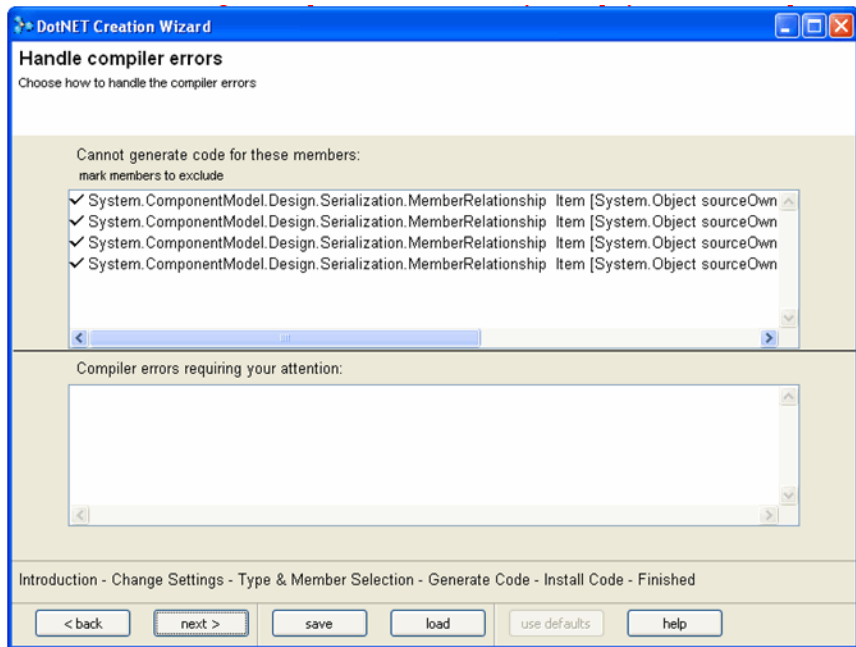 DotNET Creation Wizard
Handle compiler errors
Choose how to handle the compiler errors
Cannot generate code for these members:
mark members to exclude
System.ComponentModel.Design.Serialization.MemberRelationship Item [System.Object sourceOwn
System.ComponentModel.Design.Serialization.MemberRelationship Item [System.Object sourceOwn
System.ComponentModel.Design.Serialization.MemberRelationship Item [System.Object sourceOwn
System.ComponentModel.Design.Serialization.MemberRelationship Item [System.Object sourceOwn
Compiler errors requiring your attention:
Introduction - Change Settings - Type & Member Selection - Generate Code - Install Code - Finished
< back next > save load use defaults help